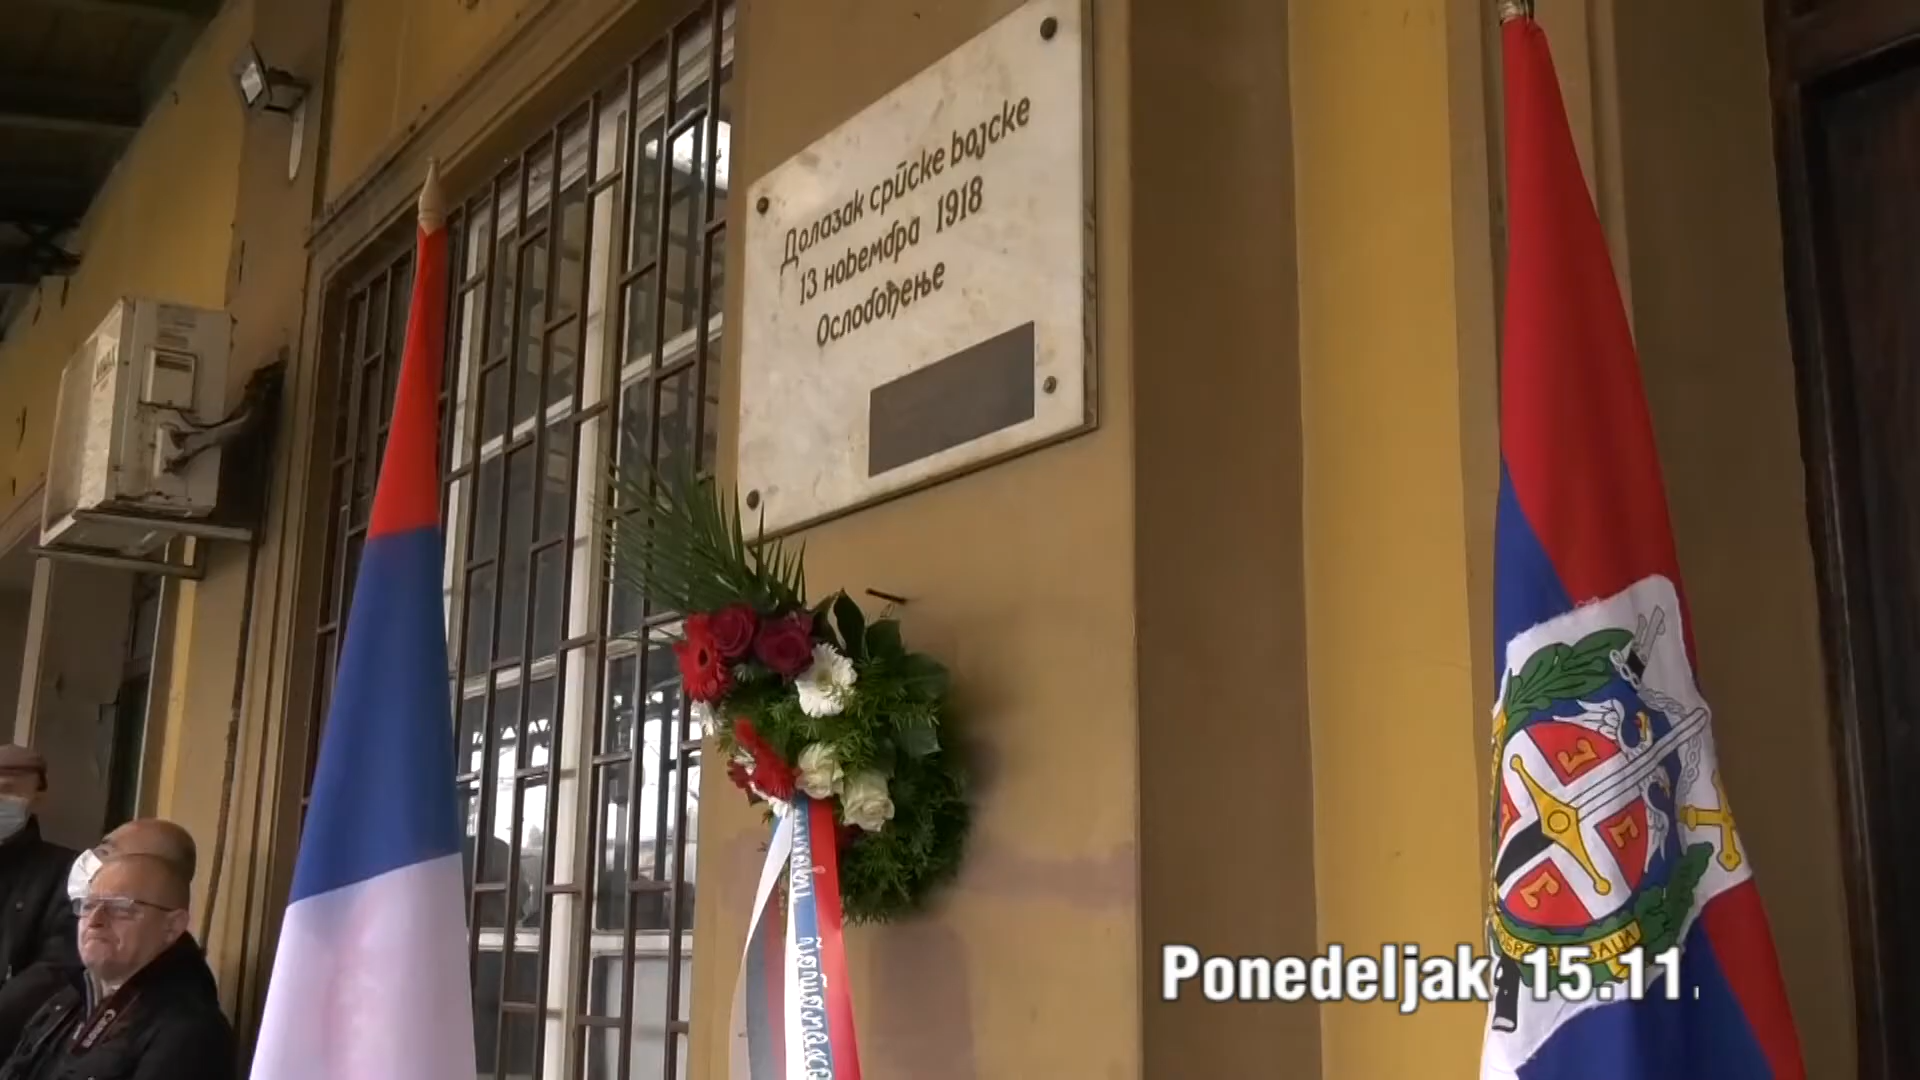 Долазак српске војске
13 новембра 1918
Ослобођење
Ponedeljak, 15.11.